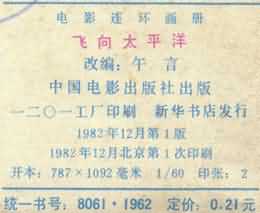 电影连环画册
飞向太平洋
改编：午言
中国电影出版社出版
一二〇一工厂印刷 新华书店发行
1982年12月第1版
1982年12月北京第1次印刷
开本：787×1092毫米 1/60 印张：2
统一书号：8061·1962 定价：0.21元